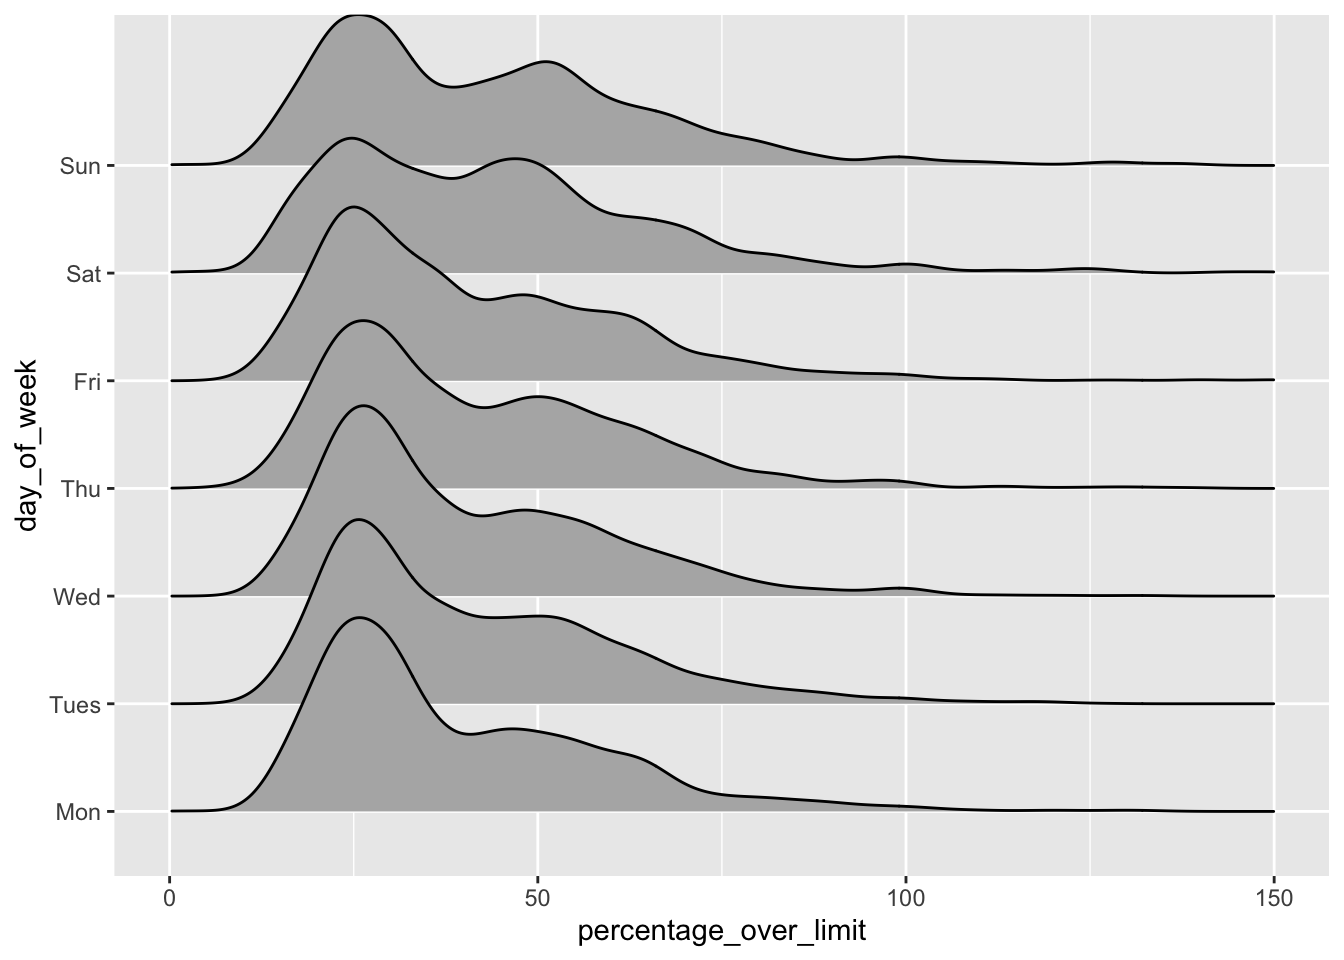 Sun
Sat
Fri
Thu
Wed
Tues
Mon
day_of_week
0 50 100 150
percentage_over_limit